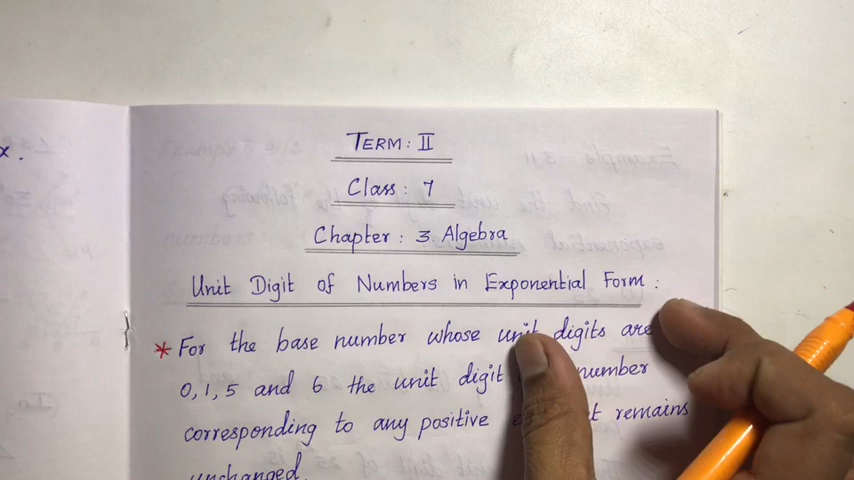 x.
TERM: II
Class: 7
Chapter: 3 Algebra
Unit Digit of Numbers in Exponential Form:
* For the base number whose unit digits are
0, 1, 5 and 6 the unit digit number
corresponding to any positive remains
unchanged.